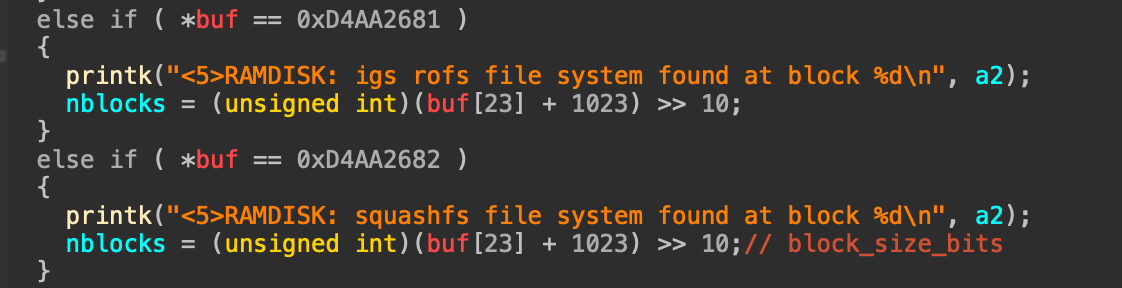 else if ( *buf == 0xD4AA2681 )
{
printk("<5>RAMDISK: igs rofs file system found at block %d\n", a2);
nblocks = (unsigned int)(buf[23] + 1023) >> 10;
}
else if ( *buf == 0xD4AA2682 )
{
printk("<5>RAMDISK: squashfs file system found at block %d\n", a2);
nblocks = (unsigned int)(buf[23] + 1023) >> 10;// block_size_bits
}